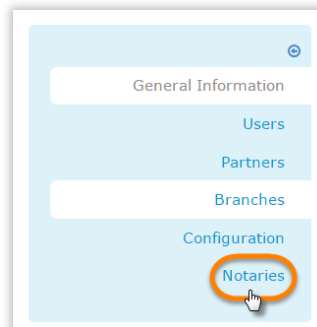 General Information
Users
Partners
Branches
Configuration
Notaries